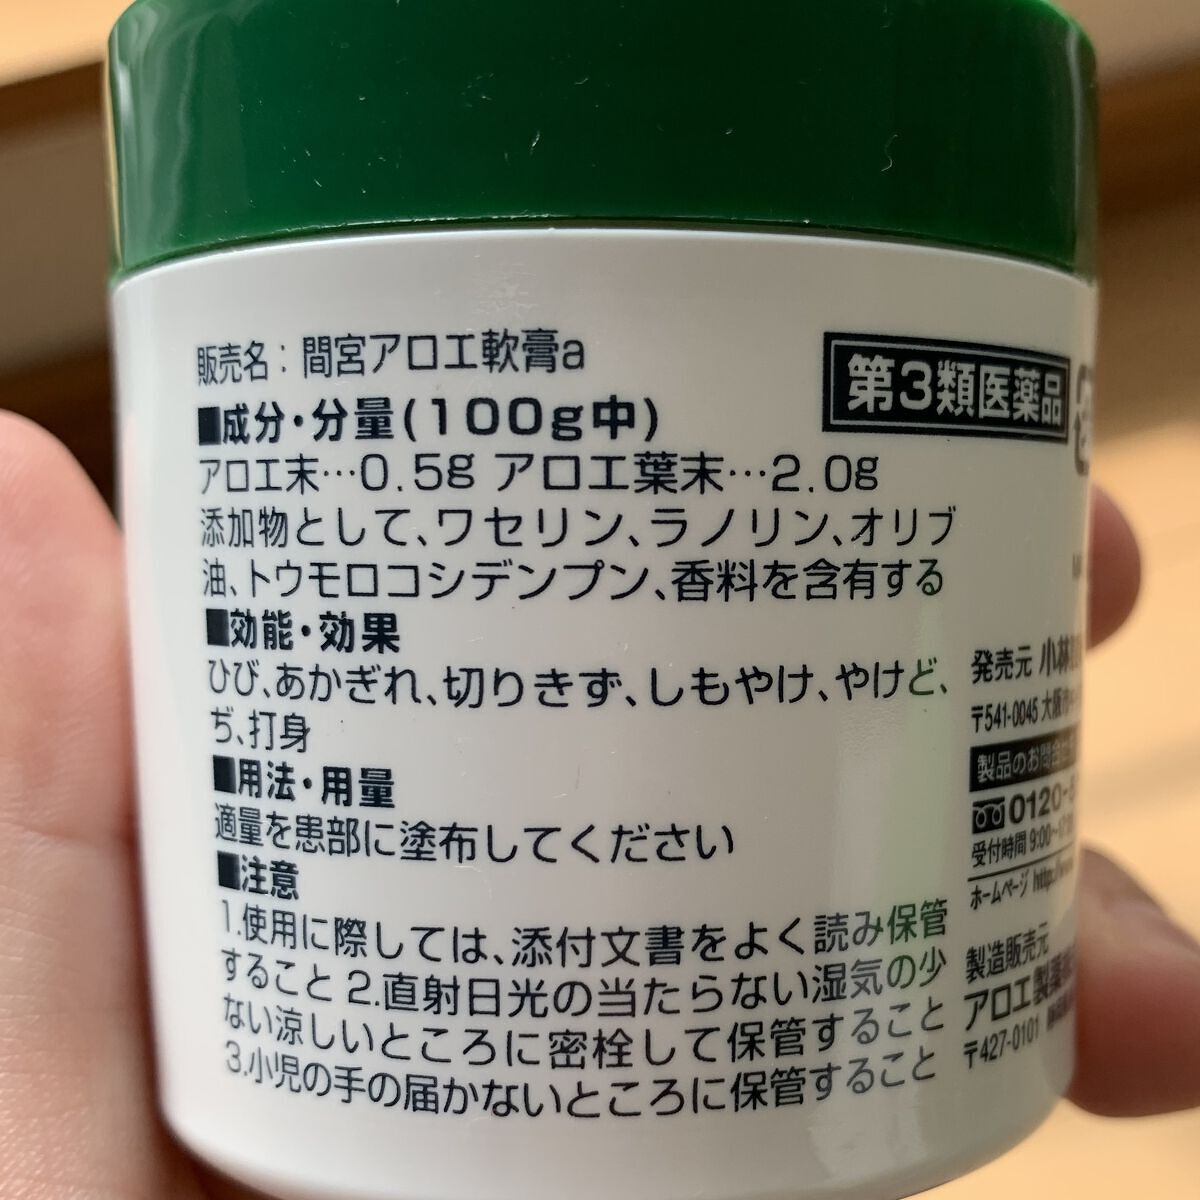 販売名：間宮アロエ軟膏a
第3類医薬品
■成分・分量(100g中)
アロエ末…0.5g アロエ葉末…2.0g
添加物として、ワセリン、ラノリン、オリブ
油、トウモロコシデンプン、香料を含有する
■効能・効果
ひび、あかぎれ、切りきず、しもやけ、やけど、
ぢ、打身
■用法・用量
適量を患部に塗布してください
■注意
1.使用に際しては、添付文書をよく読み保管
すること 2.直射日光の当たらない湿気の少
ない涼しいところに密栓して保管すること
3.小児の手の届かないところに保管すること
発売元 小林
〒541-0045 大阪市
製品のお問合せ
0120-
受付時間 9:00~
ホームページ http://
製造販売元
アロエ製薬
〒427-0101